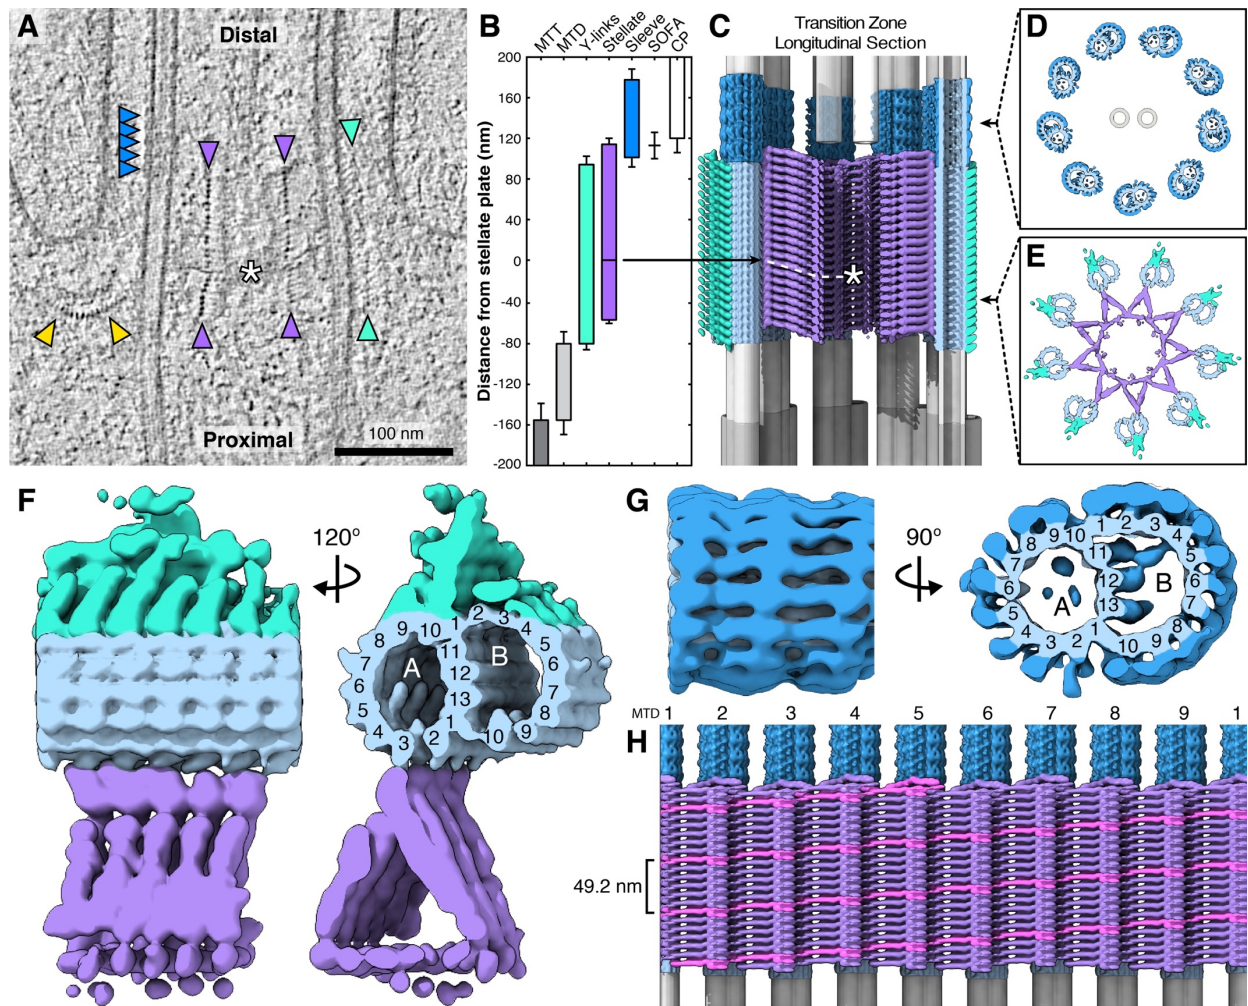 A
Distal
*
Proximal
100 nm
B
MTT
MTD
Y-links
Stellate
Sleeve
SOFA
CP
Distance from stellate plate (nm)
200
160
120
80
40
0
-40
-80
-120
-160
-200
C
Transition Zone
Longitudinal Section
*
D
E
F
120º
8 9 10 1 2 3 4 5
7 A 11 B 6
6 12 7
5 13 8
4 3 2 1 10 9
G
90º
8 9 10 1 2 3 4
7 11 5
6 A 12 B 6
5 13 7
4 3 2 1 10 9 8
MTD 1 2 3 4 5 6 7 8 9 1
H
49.2 nm